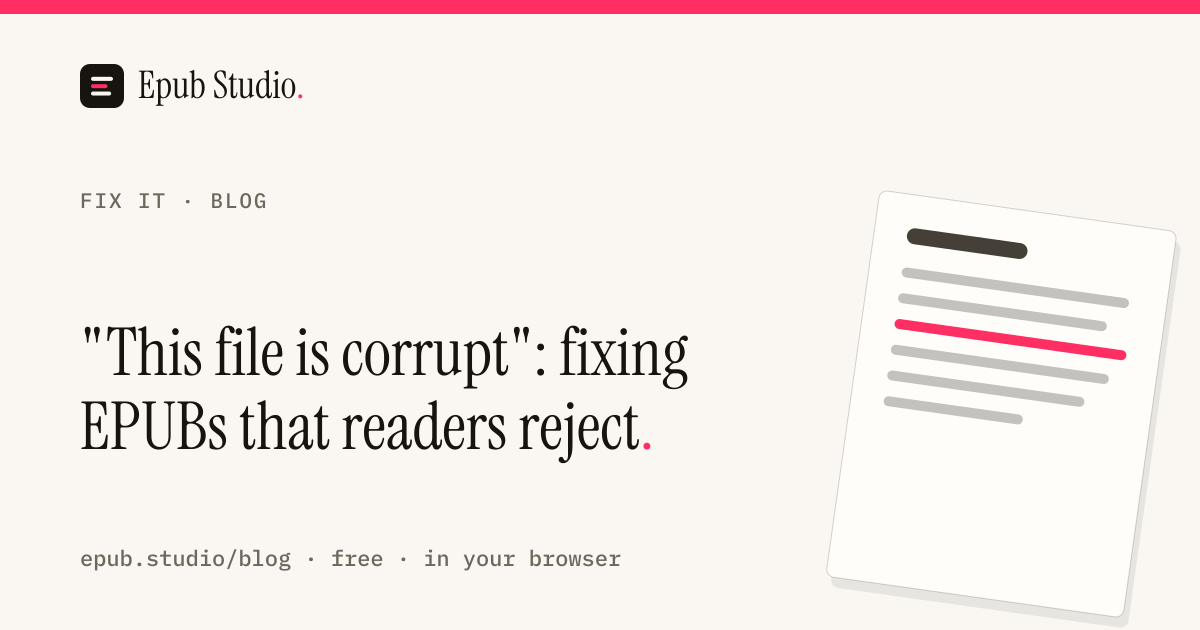 Epub Studio.
FIX IT · BLOG
"This file is corrupt": fixing
EPUBs that readers reject.
epub.studio/blog · free · in your browser